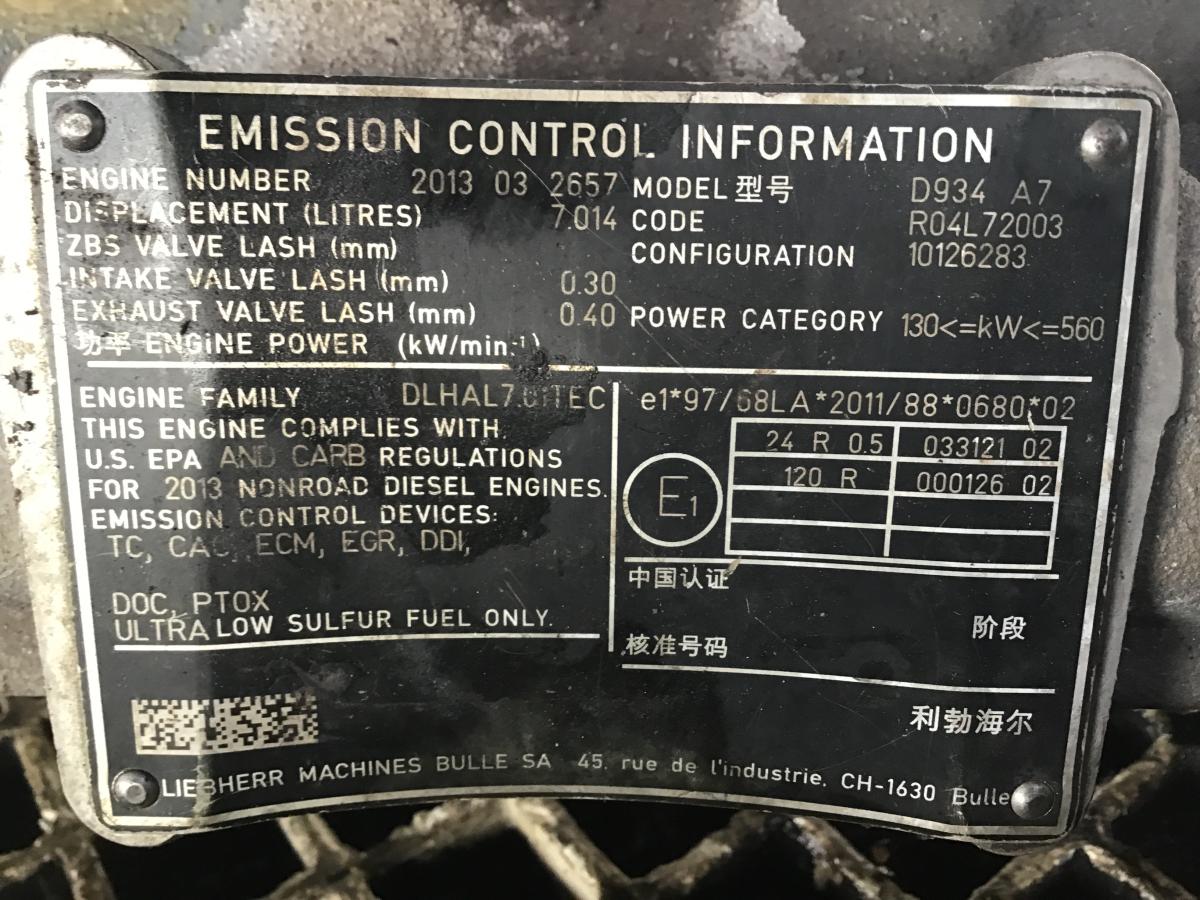 EMISSION CONTROL INFORMATION
ENGINE NUMBER 2013 03 2657
DISPLACEMENT (LITRES) 7.014
ZBS VALVE LASH (mm)
INTAKE VALVE LASH (mm) 0.30
EXHAUST VALVE LASH (mm) 0.40
功率 ENGINE POWER (kW/min⁻¹)
MODEL 型号 D934 A7
CODE R04L72003
CONFIGURATION 10126283
POWER CATEGORY 130<=kW<=560
ENGINE FAMILY
THIS ENGINE COMPLIES WITH
U.S. EPA AND CARB REGULATIONS
FOR 2013 NONROAD DIESEL ENGINES.
EMISSION CONTROL DEVICES:
TC, CAC, ECM, EGR, DDI,
DOC, PTOX
ULTRA LOW SULFUR FUEL ONLY.
e1*97/68LA*2011/88*0680*02
E1
24 R 0.5 033121 02
120 R 000126 02
中国认证
阶段
核准号码
利勃海尔
LIEBHERR MACHINES BULLE SA 45, rue de l'industrie, CH-1630 Bulle